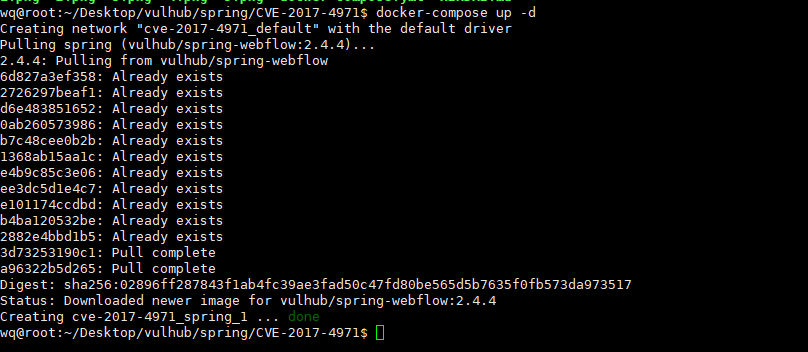 wq@root:~/Desktop/vulhub/spring/CVE-2017-4971$ docker-compose up -d
Creating network "cve-2017-4971_default" with the default driver
Pulling spring (vulhub/spring-webflow:2.4.4)...
2.4.4: Pulling from vulhub/spring-webflow
6d827a3ef358: Already exists
2726297beaf1: Already exists
d6e483851652: Already exists
0ab260573986: Already exists
b7c48cee0b2b: Already exists
1368ab15aa1c: Already exists
e4b9c85c3e06: Already exists
ee3dc5d1e4c7: Already exists
e101174ccdbd: Already exists
b4ba120532be: Already exists
2882e4bbd1b5: Already exists
3d73253190c1: Pull complete
a96322b5d265: Pull complete
Digest: sha256:02896ff287843f1ab4fc39ae3fad50c47fd80be565d5b7635f0fb573da973517
Status: Downloaded newer image for vulhub/spring-webflow:2.4.4
Creating cve-2017-4971_spring_1 ... done
wq@root:~/Desktop/vulhub/spring/CVE-2017-4971$